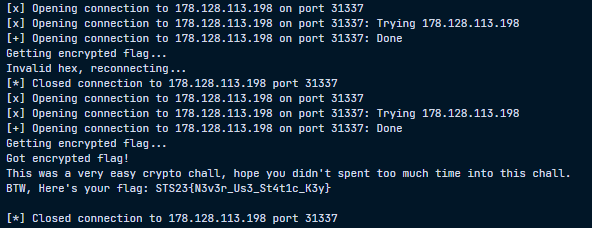 [x] Opening connection to 178.128.113.198 on port 31337
[x] Opening connection to 178.128.113.198 on port 31337: Trying 178.128.113.198
[+] Opening connection to 178.128.113.198 on port 31337: Done
Getting encrypted flag...
Invalid hex, reconnecting...
[*] Closed connection to 178.128.113.198 port 31337
[x] Opening connection to 178.128.113.198 on port 31337
[x] Opening connection to 178.128.113.198 on port 31337: Trying 178.128.113.198
[+] Opening connection to 178.128.113.198 on port 31337: Done
Getting encrypted flag...
Got encrypted flag!
This was a very easy crypto chall, hope you didn't spent too much time into this chall.
BTW, Here's your flag: STS23{N3v3r_Us3_St4t1c_K3y}
[*] Closed connection to 178.128.113.198 port 31337